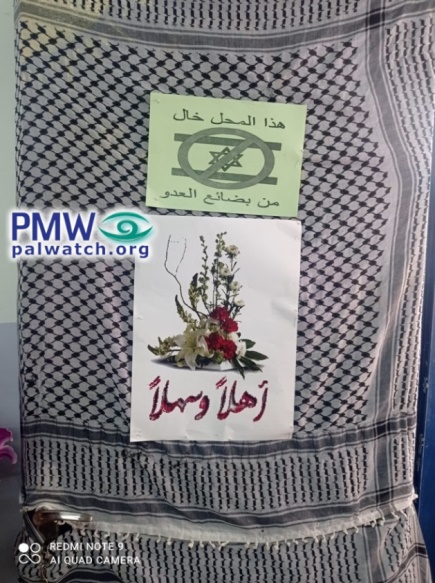 هذا المحل خال
من بضائع العدو
PMW
palwatch.org
أهلاً وسهلاً
REDMI NOTE 9
AI QUAD CAMERA